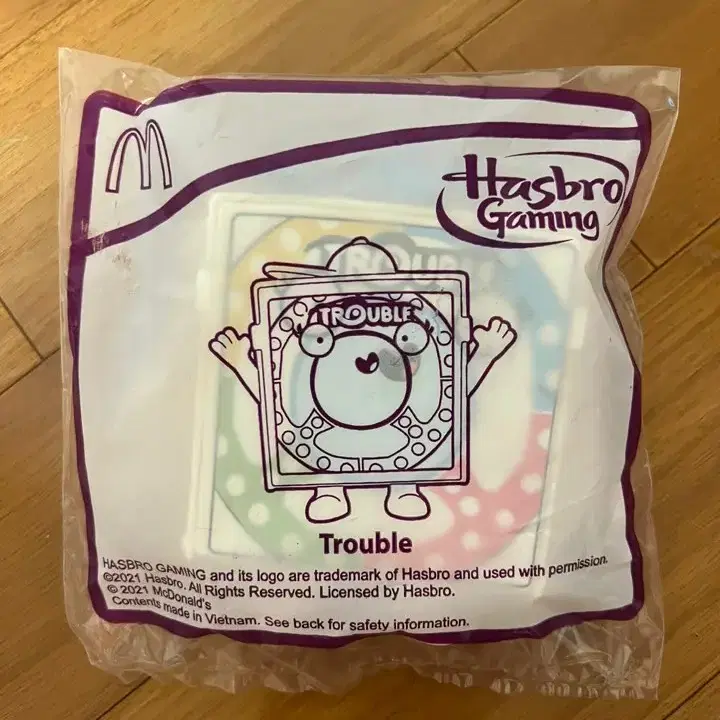 Hasbro
Gaming
TROUBLE
TROUBLE
Trouble
HASBRO GAMING and its logo are trademark of Hasbro and used with permission.
©2021 Hasbro. All Rights Reserved. Licensed by Hasbro.
© 2021 McDonald's
Contents made in Vietnam. See back for safety information.